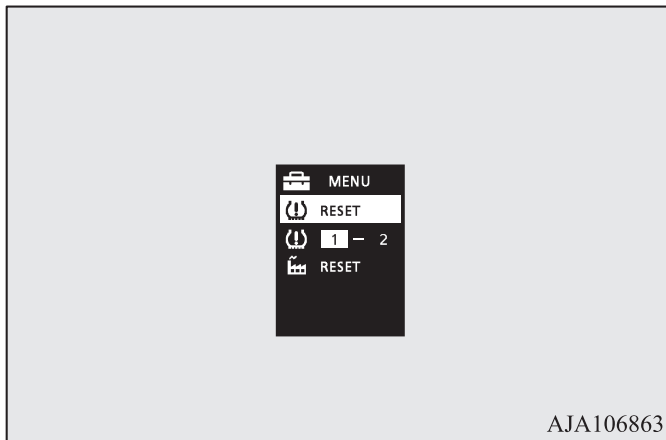 MENU
RESET
1 – 2
RESET
AJA106863